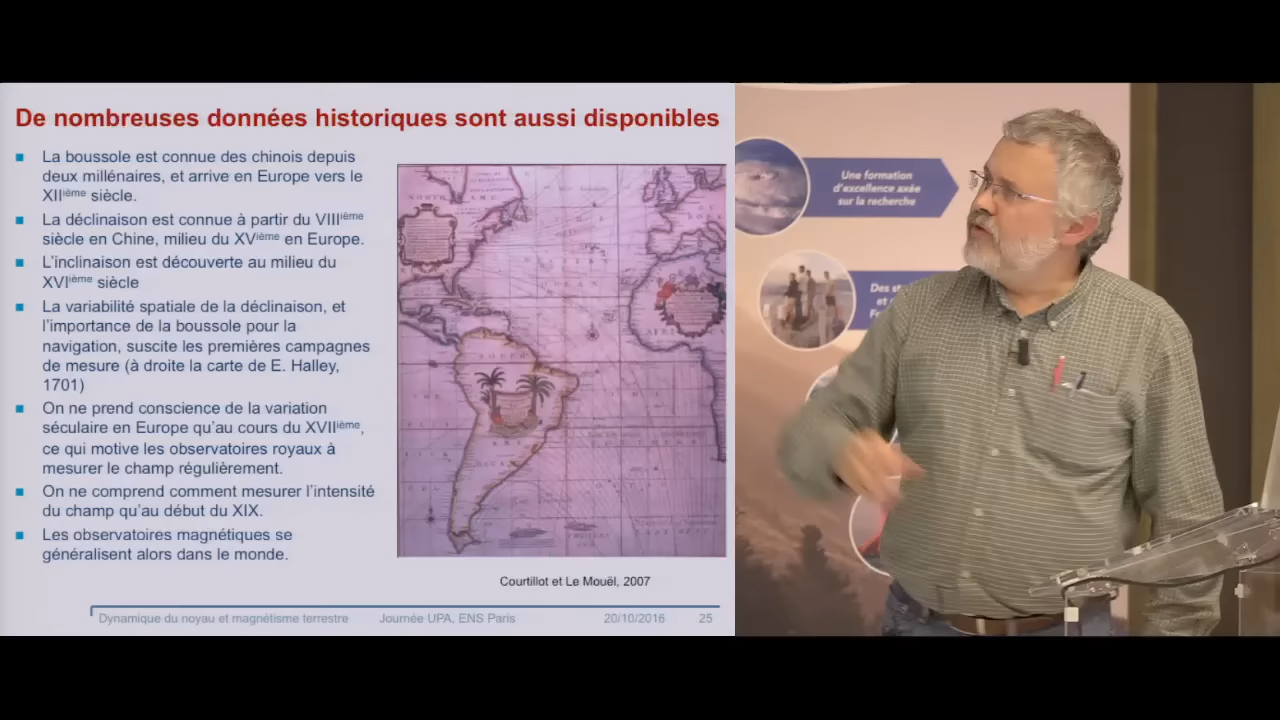 De nombreuses données historiques sont aussi disponibles
La boussole est connue des chinois depuis
deux millénaires, et arrive en Europe vers le
XIIième siècle.
La déclinaison est connue à partir du VIIIième
siècle en Chine, milieu du XVième en Europe.
L'inclinaison est découverte au milieu du
XVIième siècle
La variabilité spatiale de la déclinaison, et
l'importance de la boussole pour la
navigation, suscite les premières campagnes
de mesure (à droite la carte de E. Halley,
1701)
On ne prend conscience de la variation
séculaire en Europe qu'au cours du XVIIième,
ce qui motive les observatoires royaux à
mesurer le champ régulièrement.
On ne comprend comment mesurer l'intensité
du champ qu'au début du XIX.
Les observatoires magnétiques se
généralisent alors dans le monde.
Courtillot et Le Mouël, 2007
Dynamique du noyau et magnétisme terrestre
Journée UPA, ENS Paris
20/10/2016
25
Une formation
d'excellence axée
sur la recherche